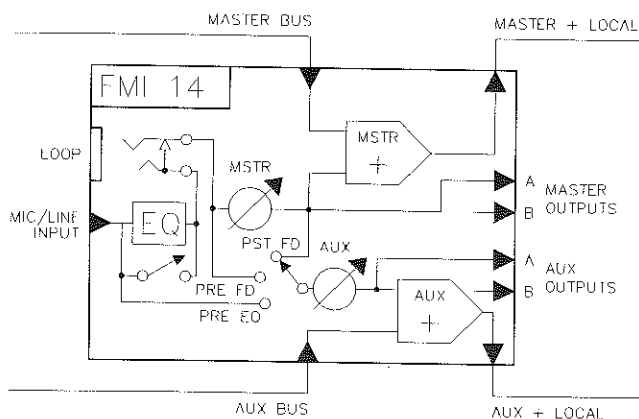 MASTER BUS
MASTER + LOCAL
FMI 14
LOOP
MSTR
+
MSTR
A
MASTER
B
OUTPUTS
MIC/LINE
INPUT
EQ
PST FD
AUX
A
AUX
B
OUTPUTS
PRE FD
PRE EQ
AUX
+
AUX BUS
AUX + LOCAL